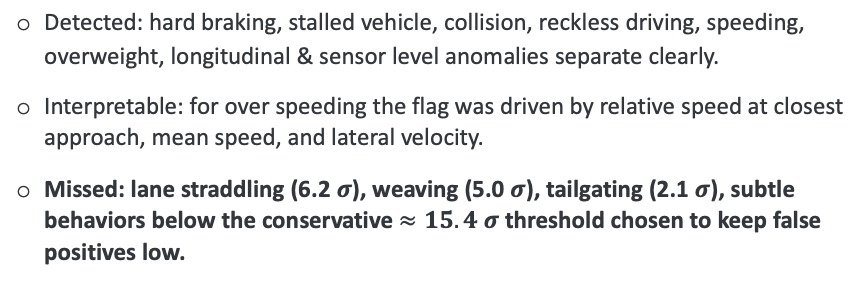 o Detected: hard braking, stalled vehicle, collision, reckless driving, speeding,
overweight, longitudinal & sensor level anomalies separate clearly.
o Interpretable: for over speeding the flag was driven by relative speed at closest
approach, mean speed, and lateral velocity.
o Missed: lane straddling (6.2 σ), weaving (5.0 σ), tailgating (2.1 σ), subtle
behaviors below the conservative ≈ 15.4 σ threshold chosen to keep false
positives low.